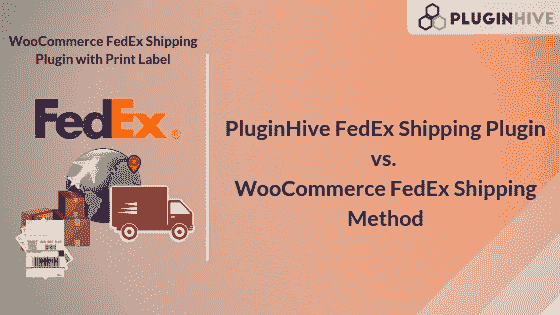 PLUGINHIVE
WooCommerce FedEx Shipping
Plugin with Print Label
FedEx
PluginHive FedEx Shipping Plugin
vs.
WooCommerce FedEx Shipping
Method